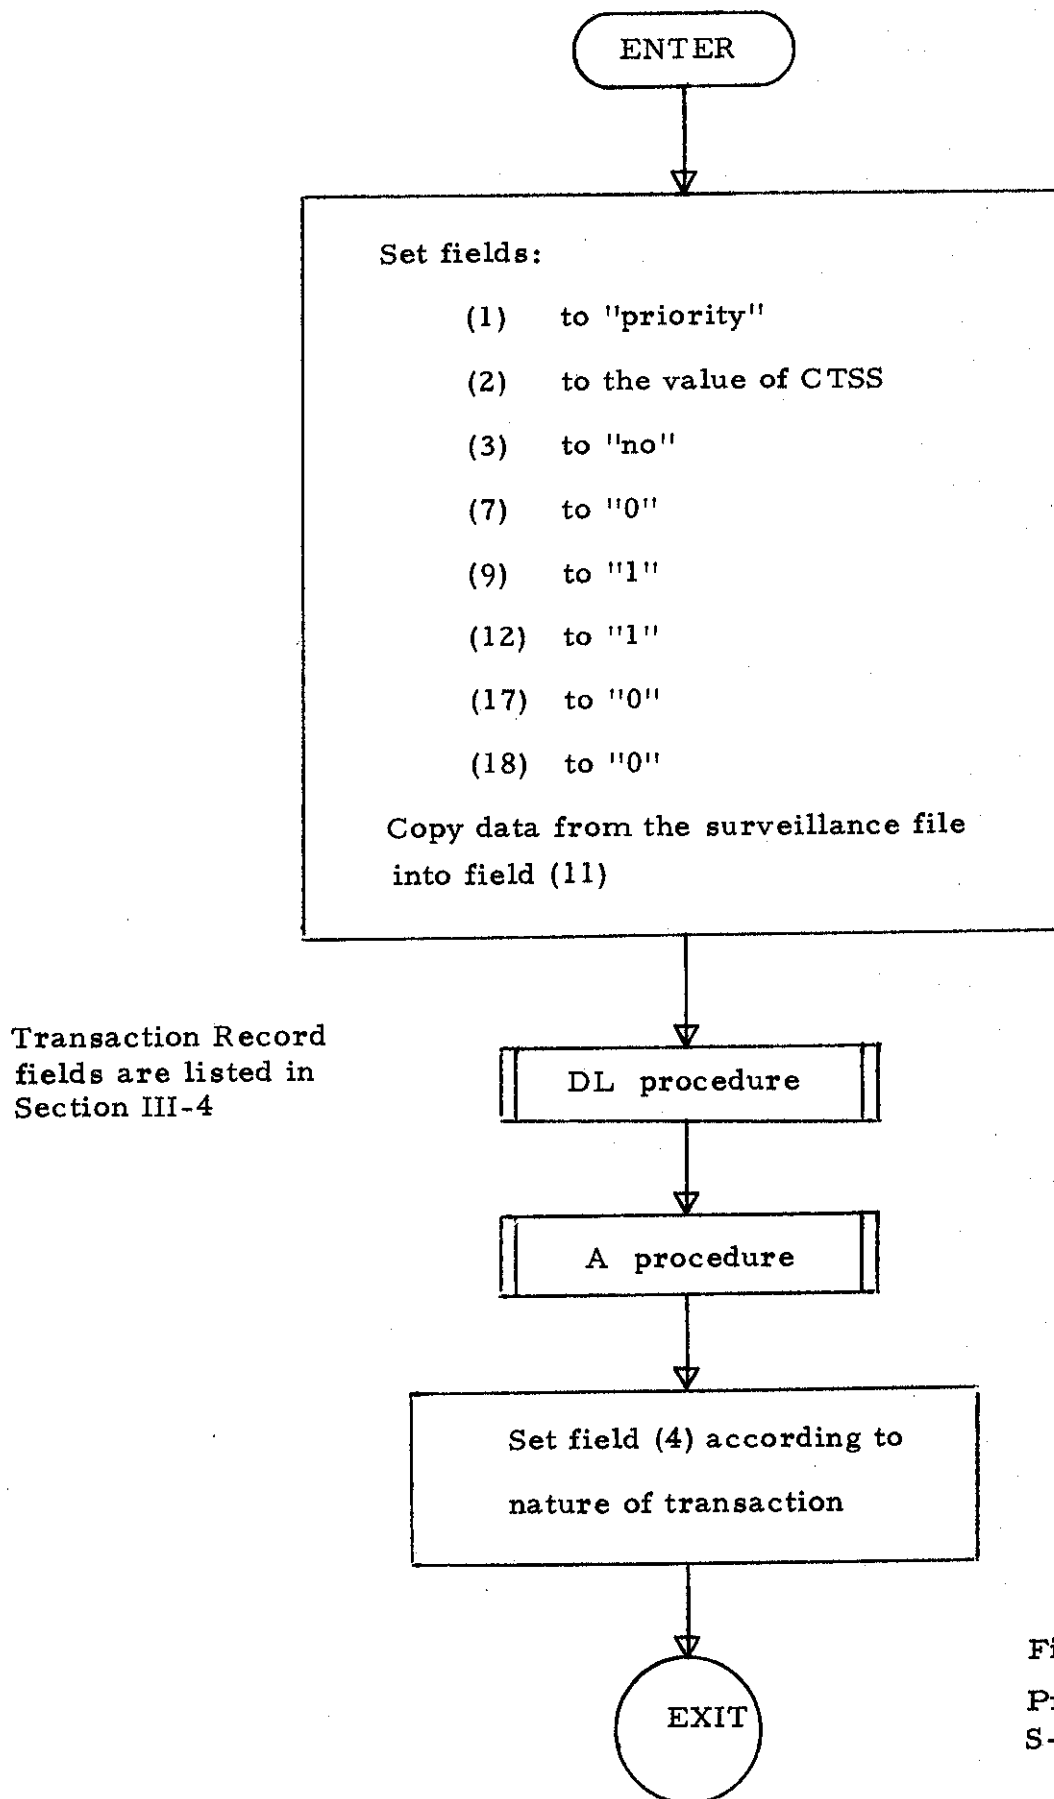 ENTER
Set fields:
(1) to "priority"
(2) to the value of CTSS
(3) to "no"
(7) to "0"
(9) to "1"
(12) to "1"
(17) to "0"
(18) to "0"
Copy data from the surveillance file
into field (11)
Transaction Record
fields are listed in
Section III-4
DL procedure
A procedure
Set field (4) according to
nature of transaction
EXIT
S-